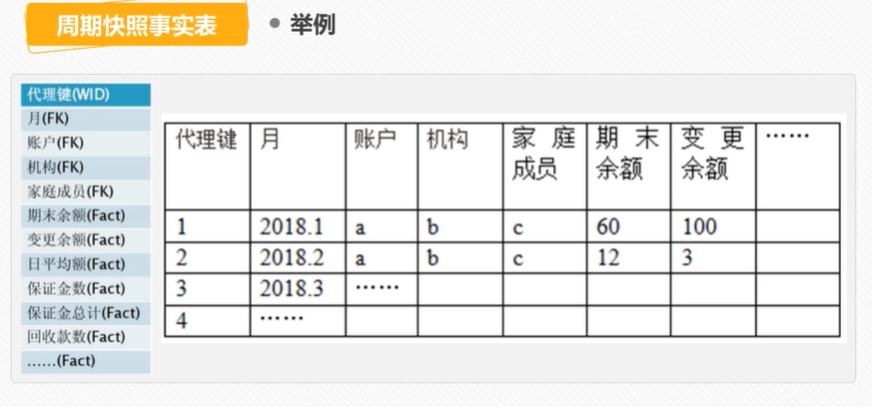 周期快照事实表
• 举例
代理键(WID)
月(FK)
账户(FK)
机构(FK)
家庭成员(FK)
期末余额(Fact)
变更余额(Fact)
日平均额(Fact)
保证金数(Fact)
保证金总计(Fact)
回收款数(Fact)
……(Fact)
代理键 月 账户 机构 家庭成员 期末余额 变更余额 ……
1 2018.1 a b c 60 100
2 2018.2 a b c 12 3
3 2018.3 ……
4 ……